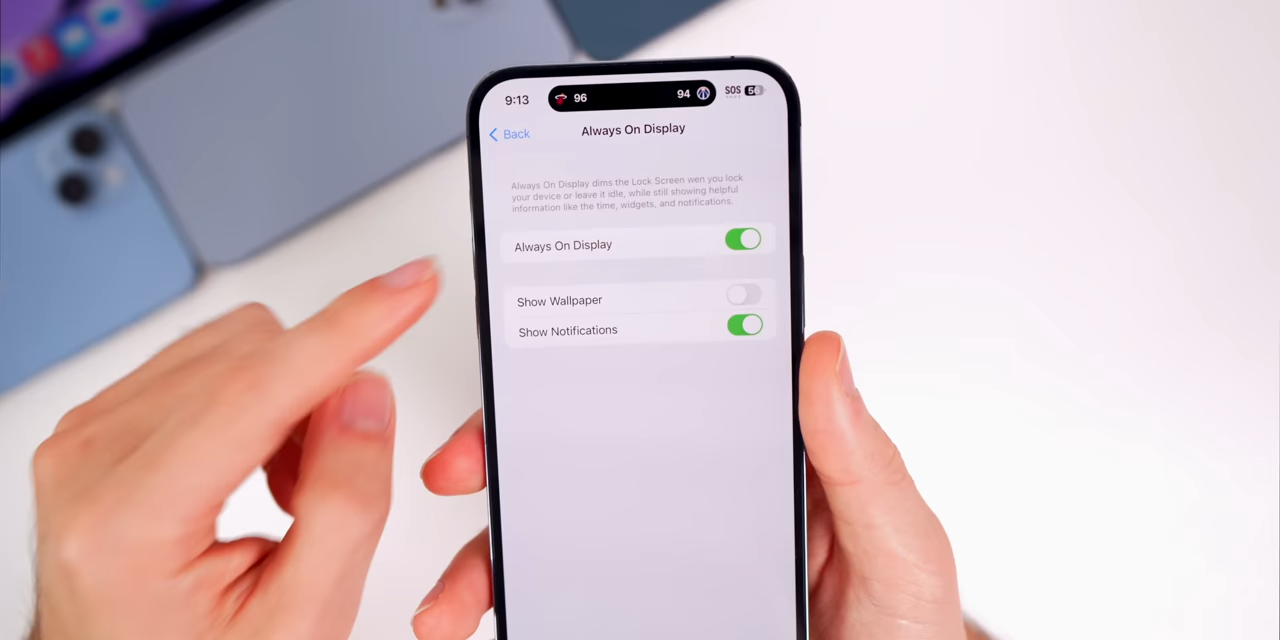 9:13 96 94 SOS 56
Back Always On Display
Always On Display dims the Lock Screen wen you lock
your device or leave it idle, while still showing helpful
information like the time, widgets, and notifications.
Always On Display
Show Wallpaper
Show Notifications